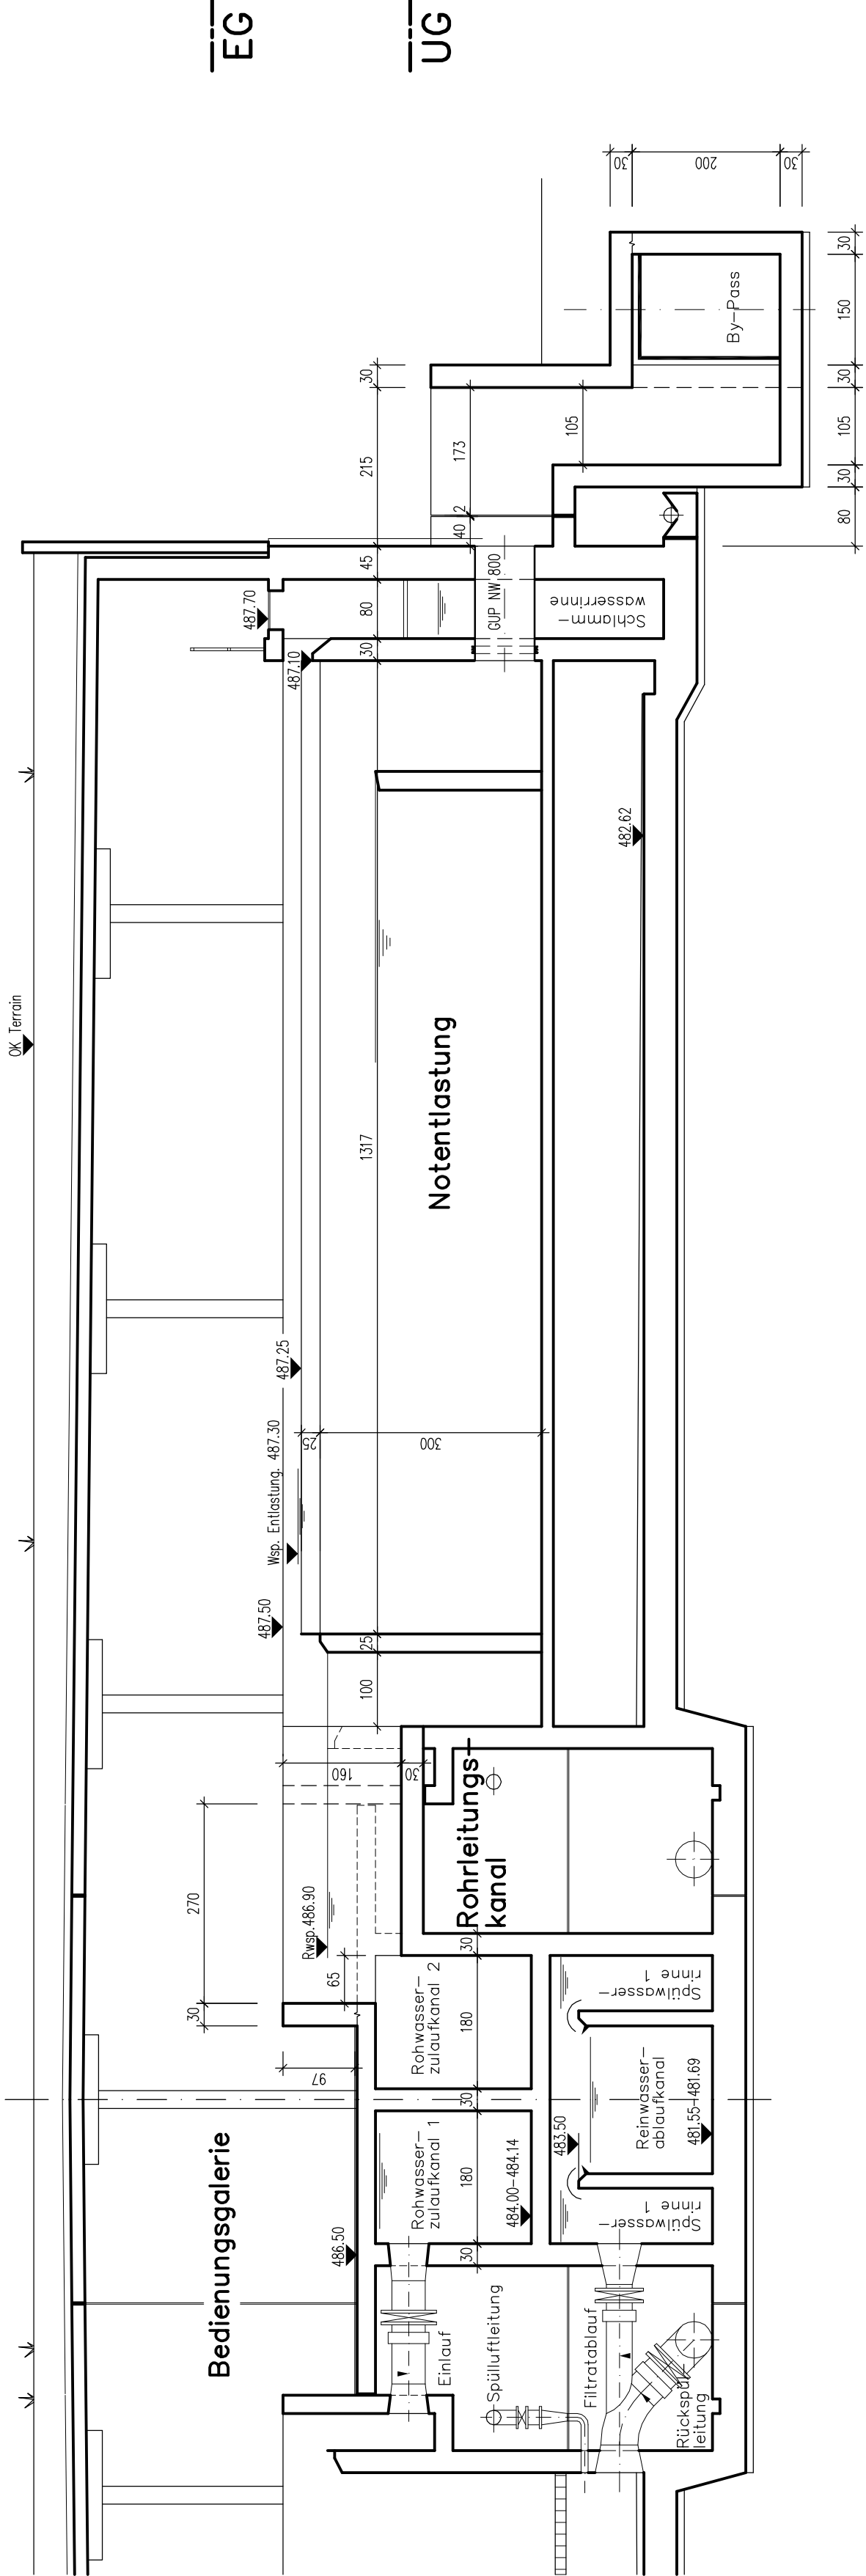 EG
UG
OK Terrain
Bedienungsgalerie
Notentlastung
Rohrleitungs-
kanal
By-Pass
Schlamm-
wasserrinne
GUP NW 800
487.70
487.10
482.62
487.25
Wsp. Entlastung. 487.30
487.50
Rwsp.486.90
486.50
Rohwasser-
zulaufkanal 2
Rohwasser-
zulaufkanal 1
484.00-484.14
483.50
Reinwasser-
ablaufkanal
481.55-481.69
Spülwasser-
rinne 1
Spülwasser-
rinne 1
Einlauf
Spülluftleitung
Filtratablauf
Rückspül-
leitung
30
200
30
30
150
30
105
30
80
30
215
45
80
30
1317
25
100
173
2
40
105
25
300
160
30
270
30
65
97
30
180
30
180
30